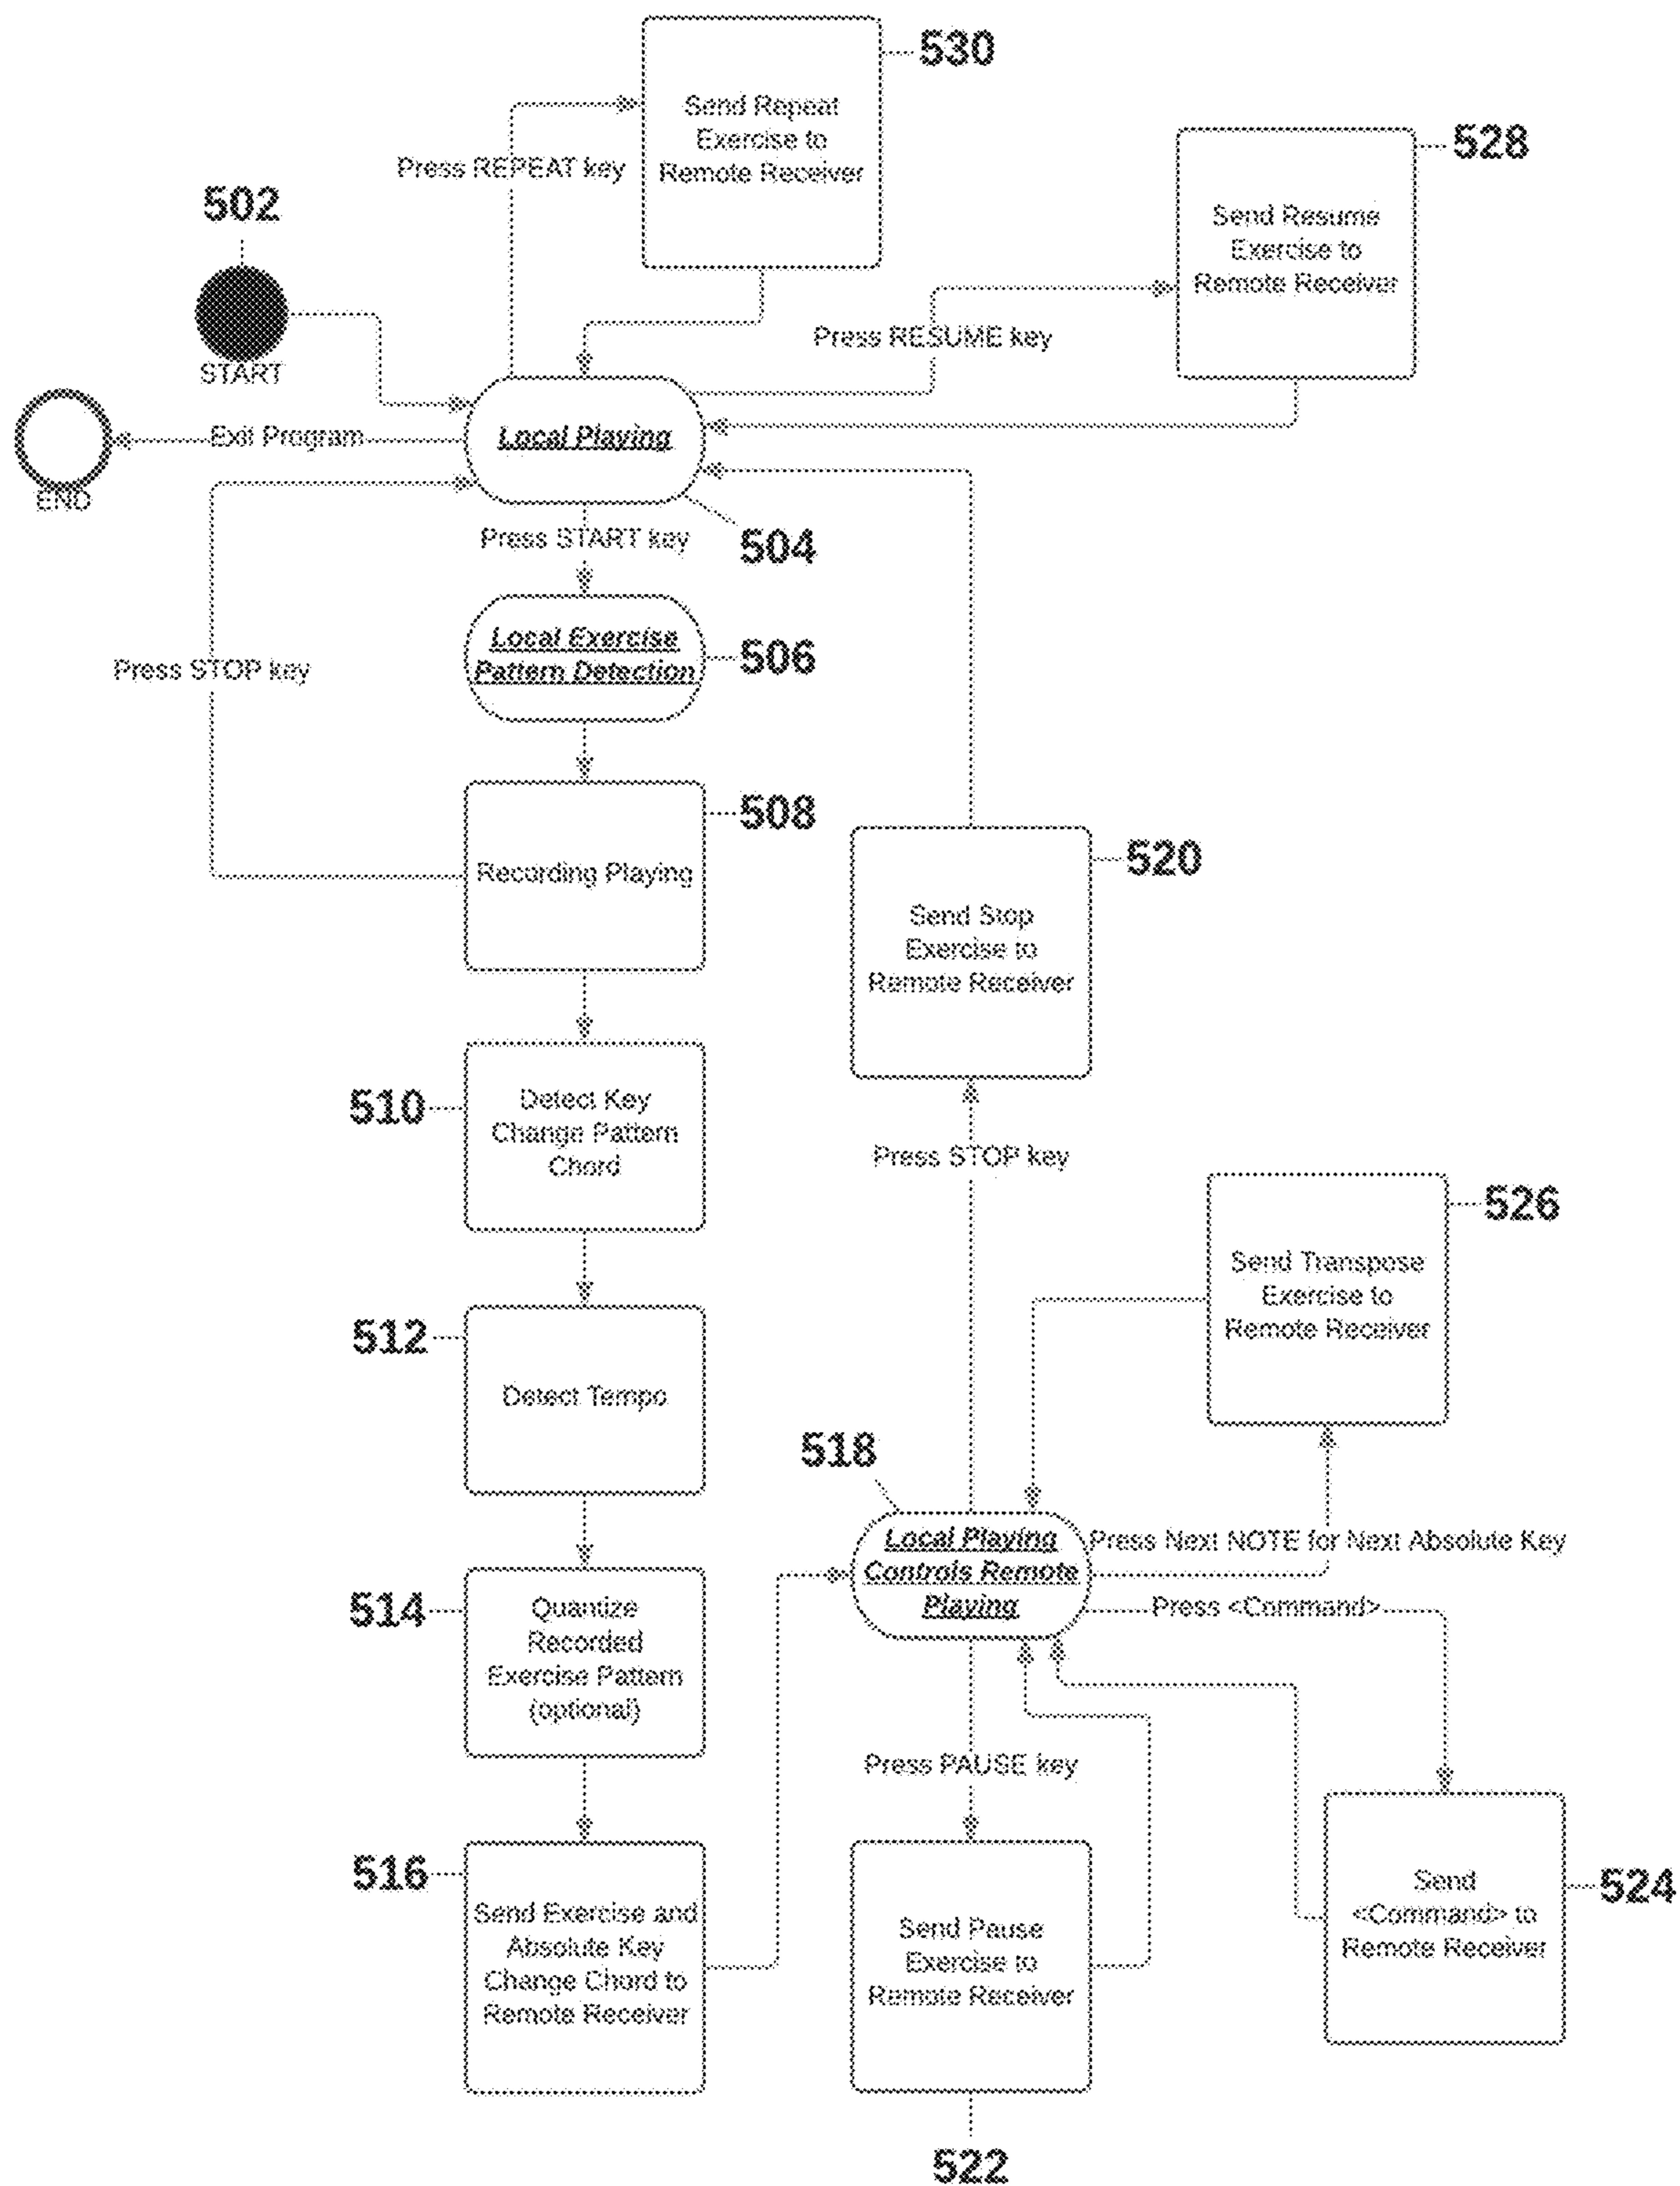 530
Send Repeat
Exercise to
Remote Receiver
Press REPEAT key
528
Send Resume
Exercise to
Remote Receiver
502
START
Press RESUME key
Exit Program
END
Local Playing
504
Press START key
Local Exercise
Pattern Detection
506
Press STOP key
508
Recording Playing
520
Send Stop
Exercise to
Remote Receiver
510
Detect Key
Change Pattern
Chord
Press STOP key
526
Send Transpose
Exercise to
Remote Receiver
512
Detect Tempo
518
Local Playing
Controls Remote
Playing
Press Next NOTE for Next Absolute Key
Press <Command>
514
Quantize
Recorded
Exercise Pattern
(optional)
Press PAUSE key
516
Send Exercise and
Absolute Key
Change Chord to
Remote Receiver
Send Pause
Exercise to
Remote Receiver
522
Send
<Command> to
Remote Receiver
524